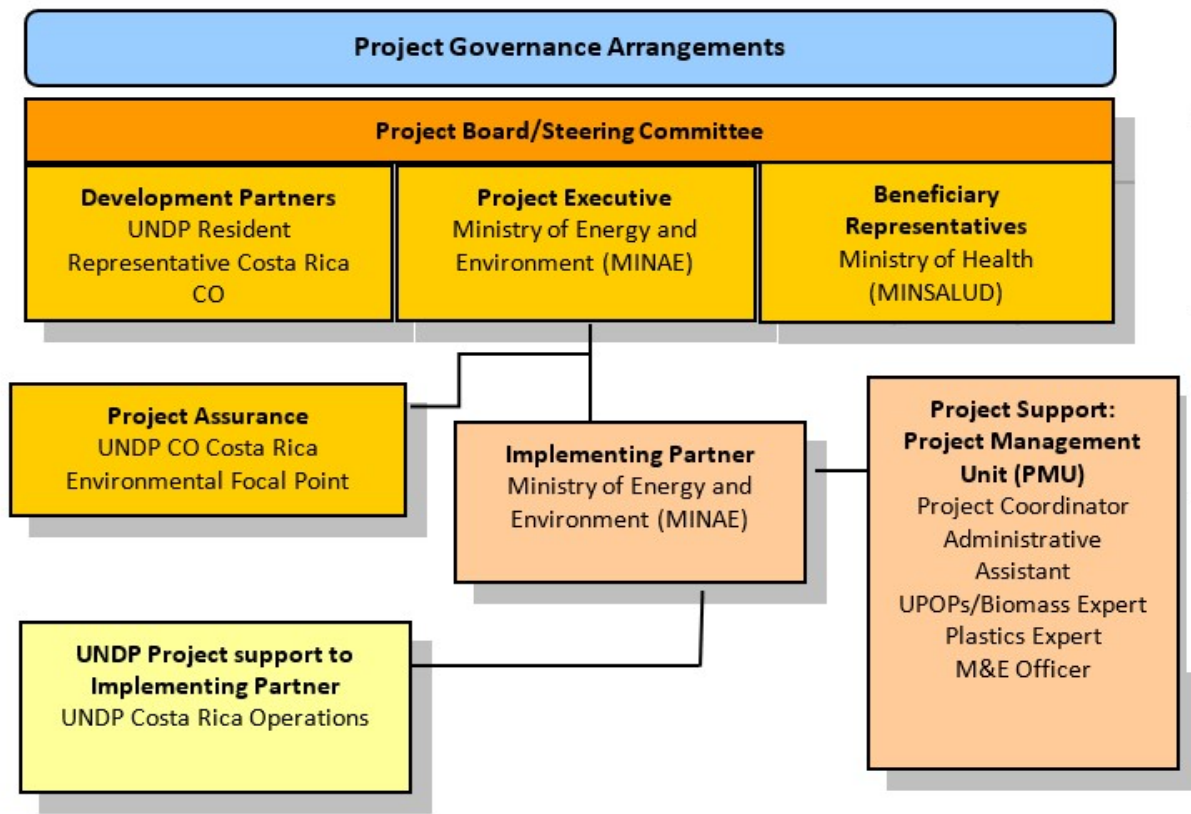 Project Governance Arrangements
Project Board/Steering Committee
Development Partners
UNDP Resident
Representative Costa Rica
CO
Project Executive
Ministry of Energy and
Environment (MINAE)
Beneficiary
Representatives
Ministry of Health
(MINSALUD)
Project Assurance
UNDP CO Costa Rica
Environmental Focal Point
Implementing Partner
Ministry of Energy and
Environment (MINAE)
Project Support:
Project Management
Unit (PMU)
Project Coordinator
Administrative
Assistant
UPOPs/Biomass Expert
Plastics Expert
M&E Officer
UNDP Project support to
Implementing Partner
UNDP Costa Rica Operations